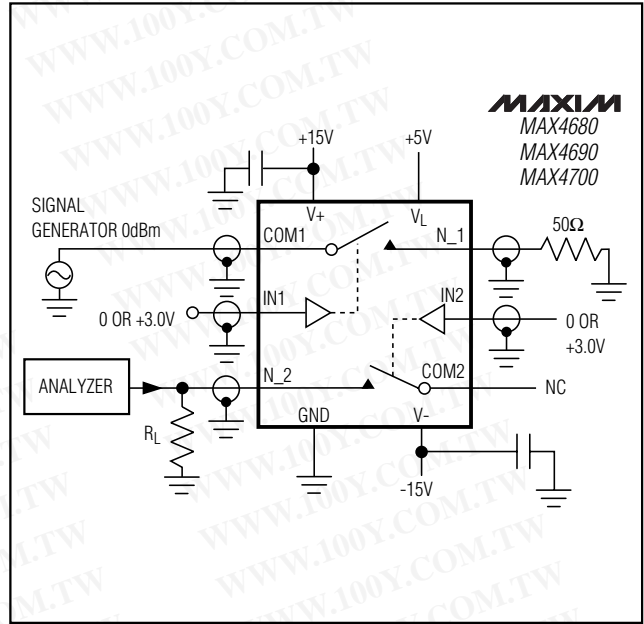 MAXIM
MAX4680
MAX4690
MAX4700
+15V
+5V
V+
VL
SIGNAL
GENERATOR 0dBm
COM1
N_1
50Ω
IN1
IN2
0 OR +3.0V
0 OR
+3.0V
ANALYZER
N_2
COM2
NC
RL
GND
V-
-15V
WWW.100Y.COM.TW